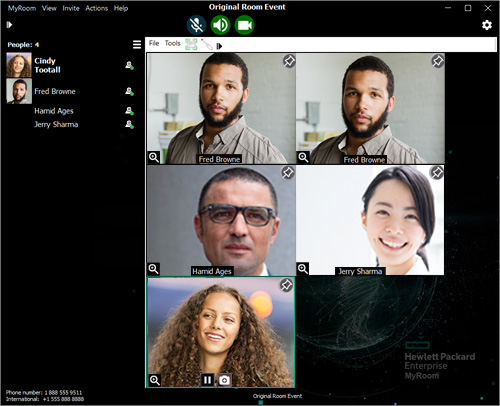 MyRoom View Invite Actions Help
Original Room Event
People: 4
Cindy
Tootall
Fred Browne
Hamid Ages
Jerry Sharma
File Tools
Fred Browne
Fred Browne
Hamid Ages
Jerry Sharma
Hewlett Packard
Enterprise
MyRoom
Phone number: 1 888 555 9511
International: +1 555 888 8888
Original Room Event